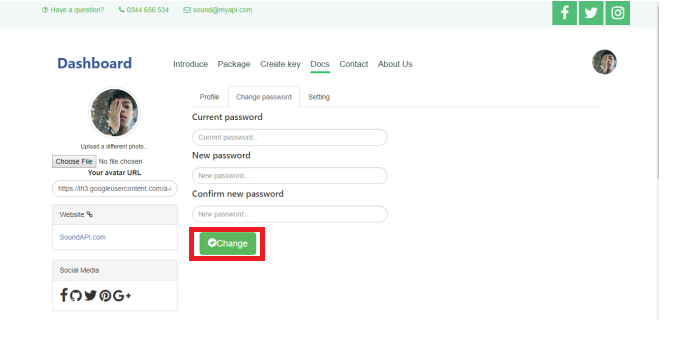 Have a question? 0344 656 534 sound@myapi.com
Dashboard Introduce Package Create key Docs Contact About Us
Profile Change password Setting
Current password
Current password...
New password
New password...
Confirm new password
New password...
Change
Upload a different photo...
Choose File No file chosen
Your avatar URL
https://lh3.googleusercontent.com/a-/
Website
SoundAPI.com
Social Media